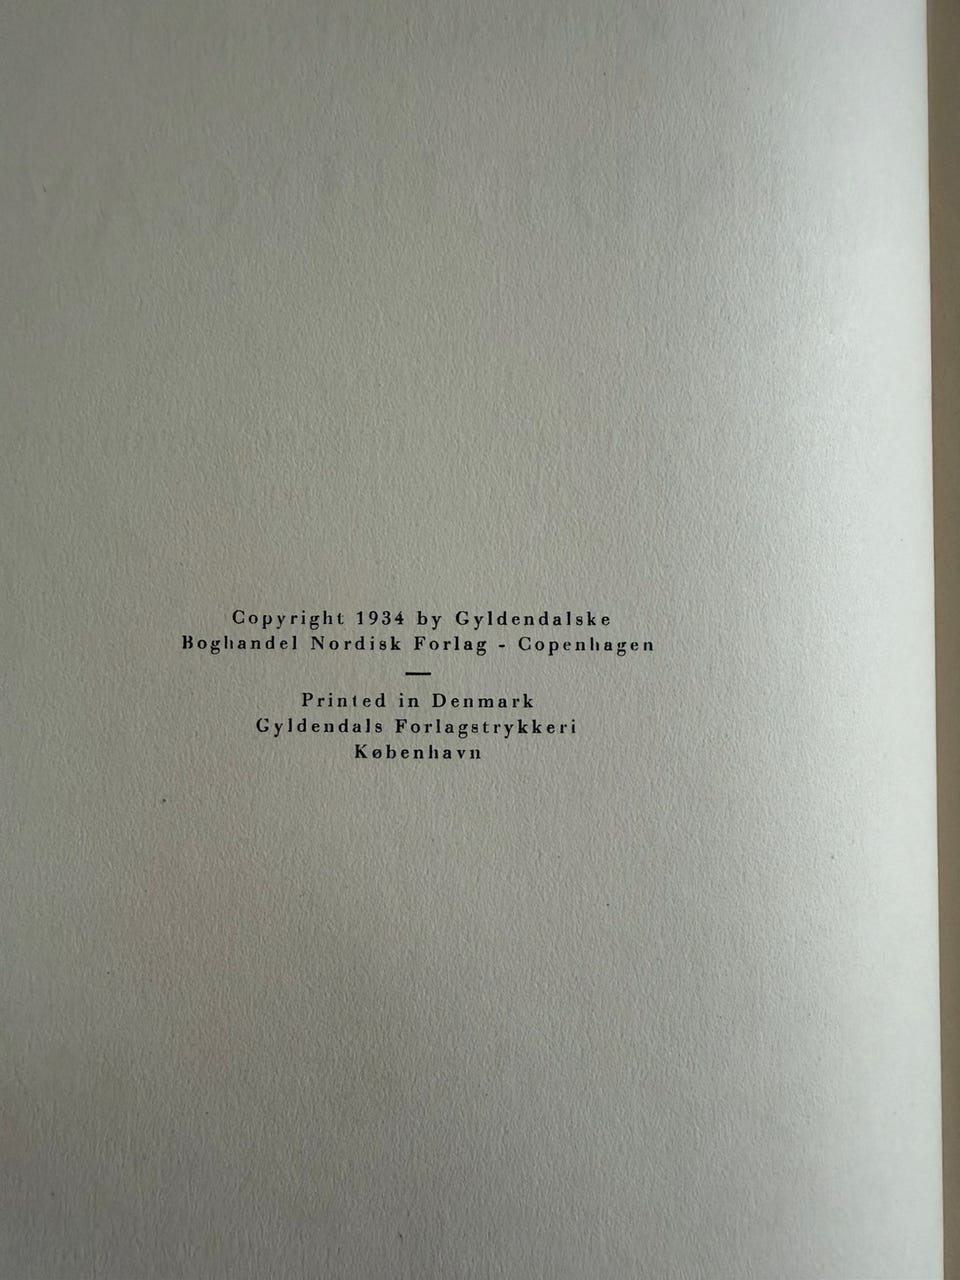 Copyright 1934 by Gyldendalske
Boghandel Nordisk Forlag - Copenhagen
Printed in Denmark
Gyldendals Forlagstrykkeri
København